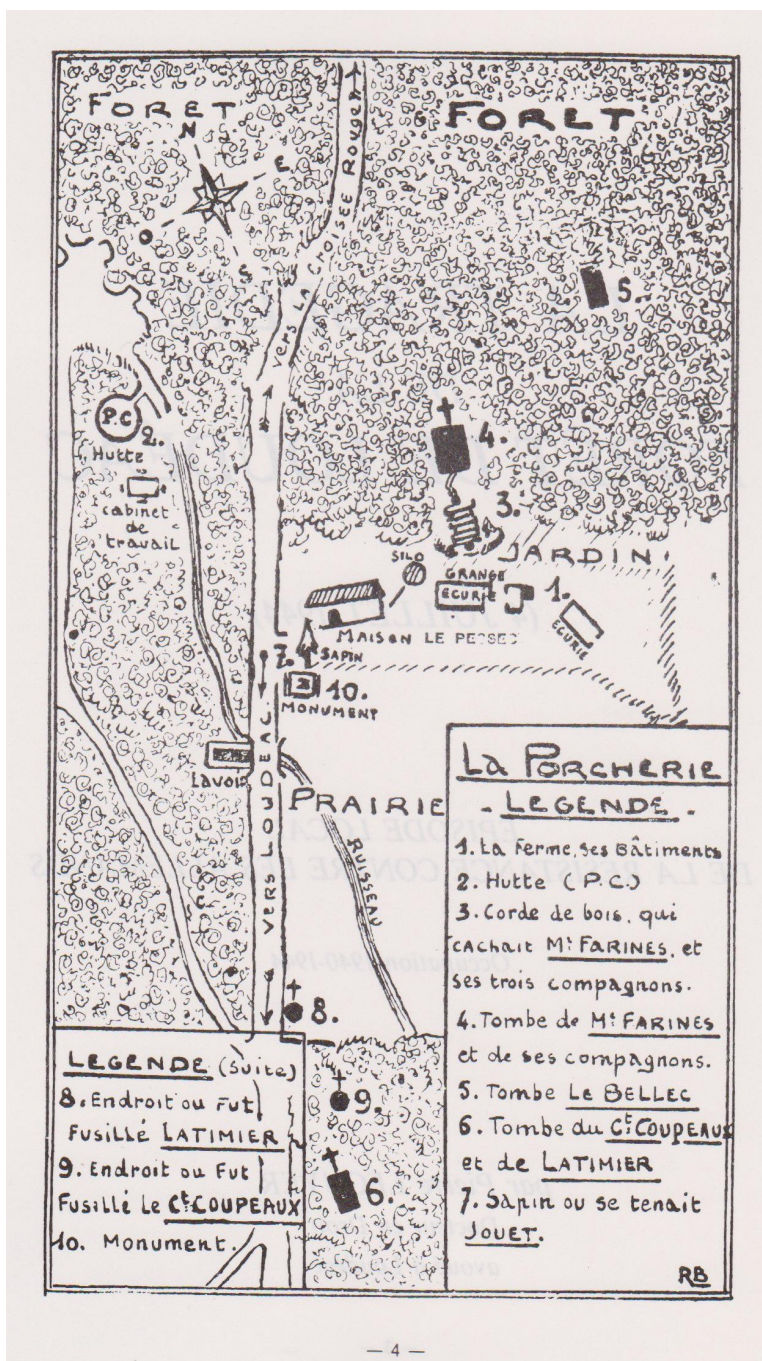 FORET
FORET
N
E
S
O
VERS LA CROISÉE ROUGE
5.
4.
P.C
2.
Hutte
cabinet
de
travail
3.
JARDIN
SILO
GRANGE
ECURIE
1.
ECURIE
MAISON LE
7.
SAPIN
10.
MONUMENT
Lavoir
PRAIRIE
VERS LOUDEAC
RUISSEAU
8.
9.
6.
La PORCHERIE
- LEGENDE -
1. La Ferme, ses Bâtiments
2. Hutte (P.C.)
3. Corde de bois, qui
cachait Mr FARINES, et
ses trois compagnons.
4. Tombe de Mr FARINES
et de ses compagnons.
5. Tombe Le BELLEC
6. Tombe du Ct COUPEAUX
et de LATIMIER
7. Sapin ou se tenait
JOUET.
RB
LEGENDE (Suite)
8. Endroit ou Fut
Fusillé LATIMIER
9. Endroit ou Fut
Fusillé Le Ct COUPEAUX
10. Monument.
— 4 —